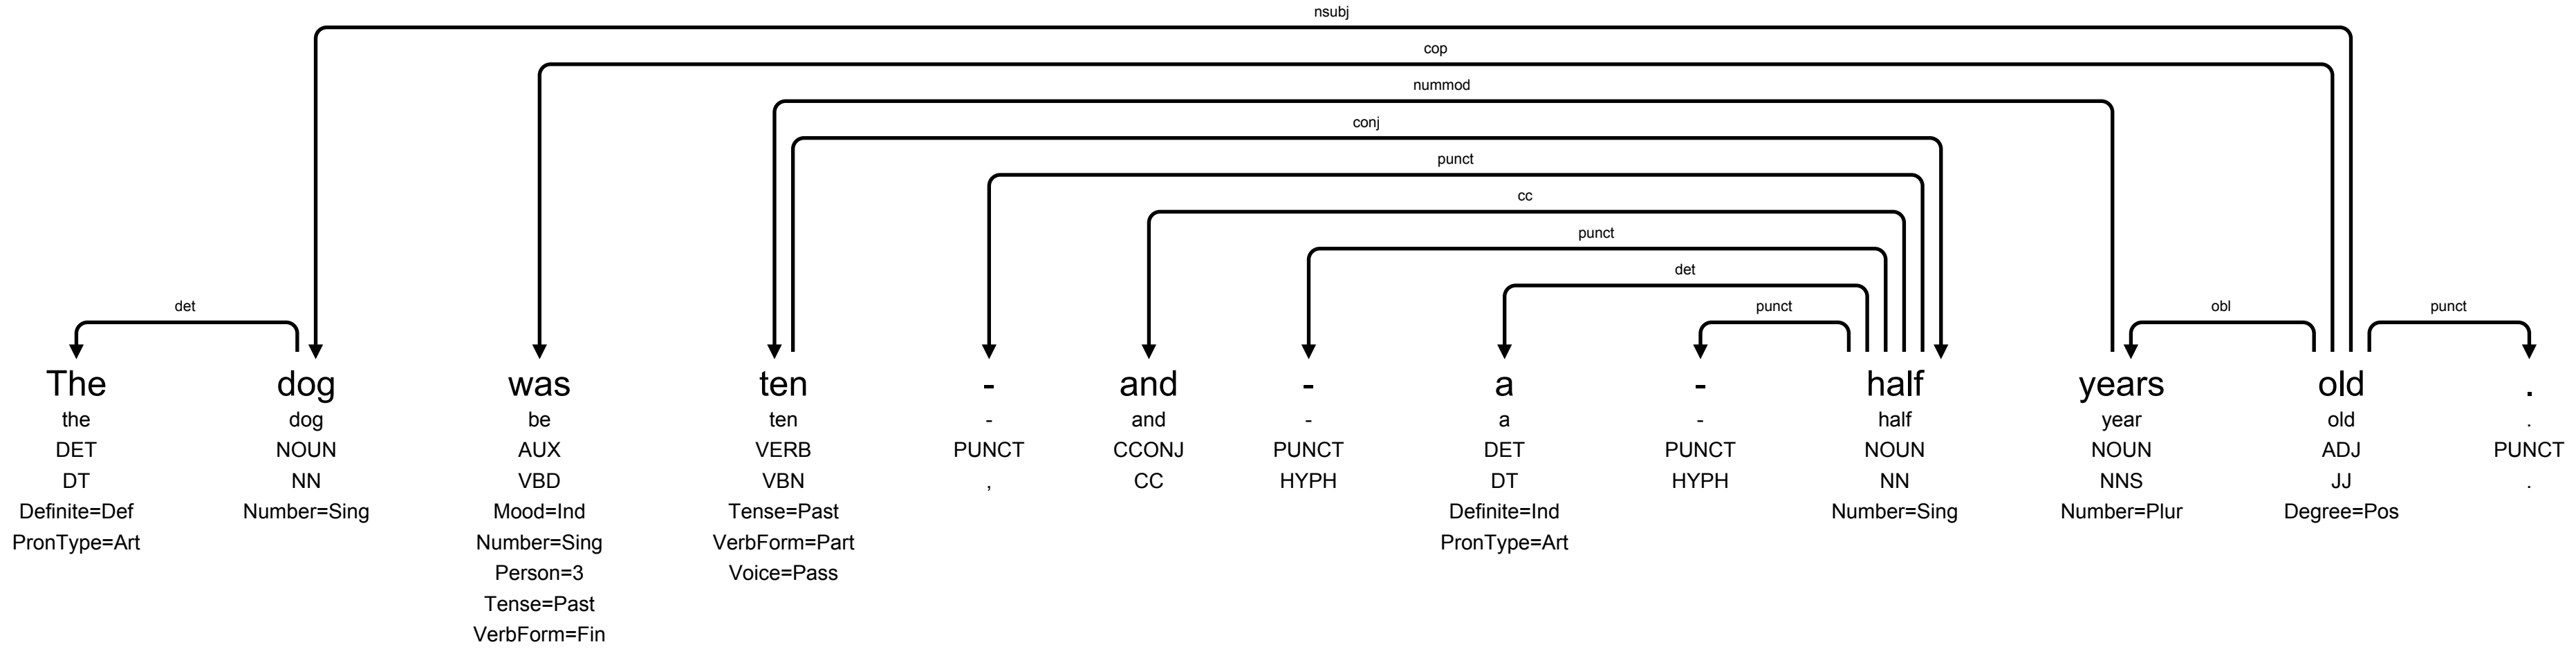 nsubj
cop
nummod
conj
punct
cc
punct
det
det punct obl punct
The dog was ten - and - a - half years old .
the dog be ten - and - a - half year old .
DET NOUN AUX VERB PUNCT CCONJ PUNCT DET PUNCT NOUN NOUN ADJ PUNCT
DT NN VBD VBN , CC HYPH DT HYPH NN NNS JJ .
Definite=Def Number=Sing Mood=Ind Tense=Past Definite=Ind Number=Sing Number=Plur Degree=Pos
PronType=Art Number=Sing VerbForm=Part PronType=Art
Person=3 Voice=Pass
Tense=Past
VerbForm=Fin